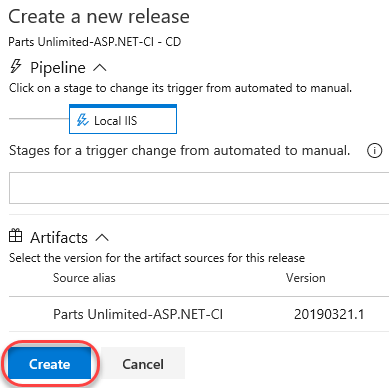 Create a new release
Parts Unlimited-ASP.NET-CI - CD
Pipeline
Click on a stage to change its trigger from automated to manual.
Local IIS
Stages for a trigger change from automated to manual.
Artifacts
Select the version for the artifact sources for this release
Source alias Version
Parts Unlimited-ASP.NET-CI 20190321.1
Create Cancel